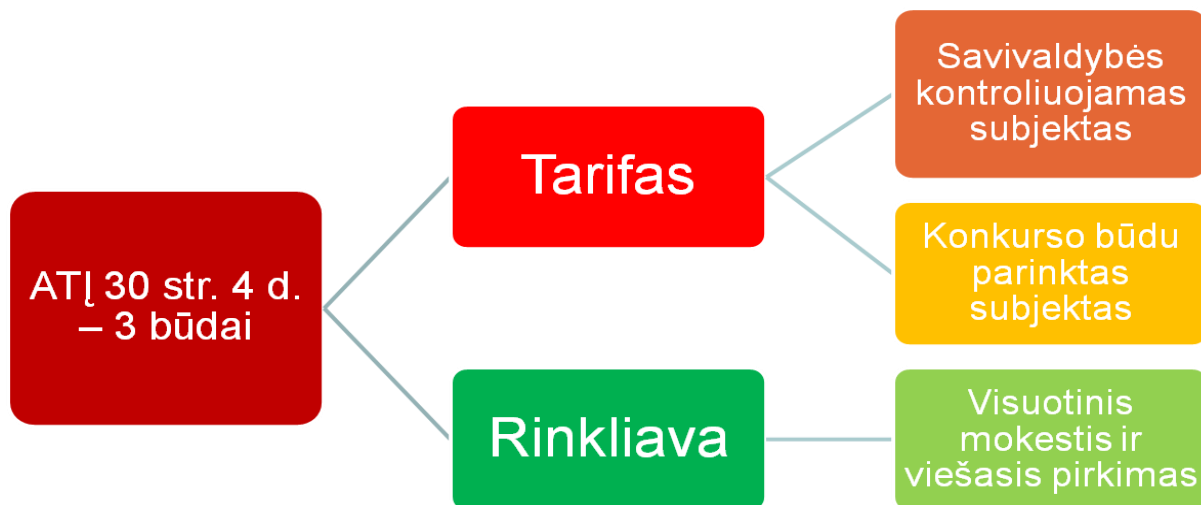 ATĮ 30 str. 4 d.
– 3 būdai
Tarifas
Savivaldybės
kontroliuojamas
subjektas
Konkurso būdu
parinktas
subjektas
Rinkliava
Visuotinis
mokestis ir
viešasis pirkimas